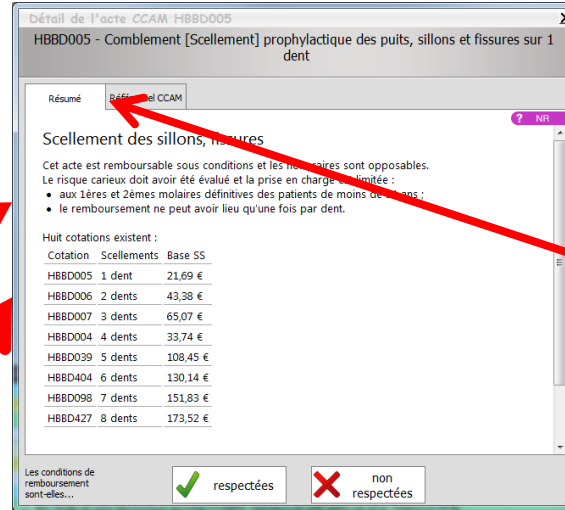 Détail de l'acte CCAM HBBD005
HBBD005 - Comblement [Scellement] prophylactique des puits, sillons et fissures sur 1
dent
Résumé
CCAM
? NR
Scellement des sillons, fissures
Cet acte est remboursable sous conditions et les honoraires sont opposables.
Le risque carieux doit avoir été évalué et la prise en charge est limitée :
• aux 1ères et 2èmes molaires définitives des patients de moins de ans ;
• le remboursement ne peut avoir lieu qu'une fois par dent.
Huit cotations existent :
Cotation Scellements Base SS
HBBD005 1 dent 21,69 €
HBBD006 2 dents 43,38 €
HBBD007 3 dents 65,07 €
HBBD004 4 dents 33,74 €
HBBD039 5 dents 108,45 €
HBBD404 6 dents 130,14 €
HBBD098 7 dents 151,83 €
HBBD427 8 dents 173,52 €
Les conditions de
remboursement
sont-elles...
respectées
non
respectées